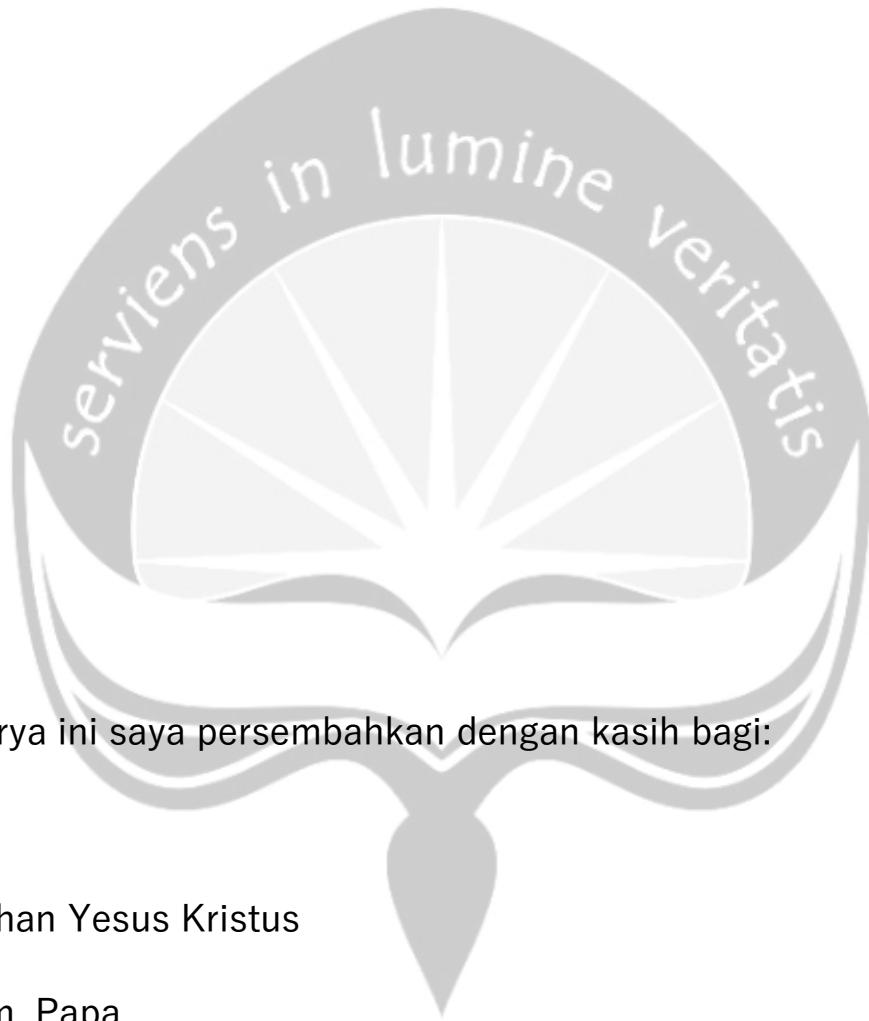 serviens in lumine veritatis
rya ini saya persembahkan dengan kasih bagi:
han Yesus Kristus
Papa